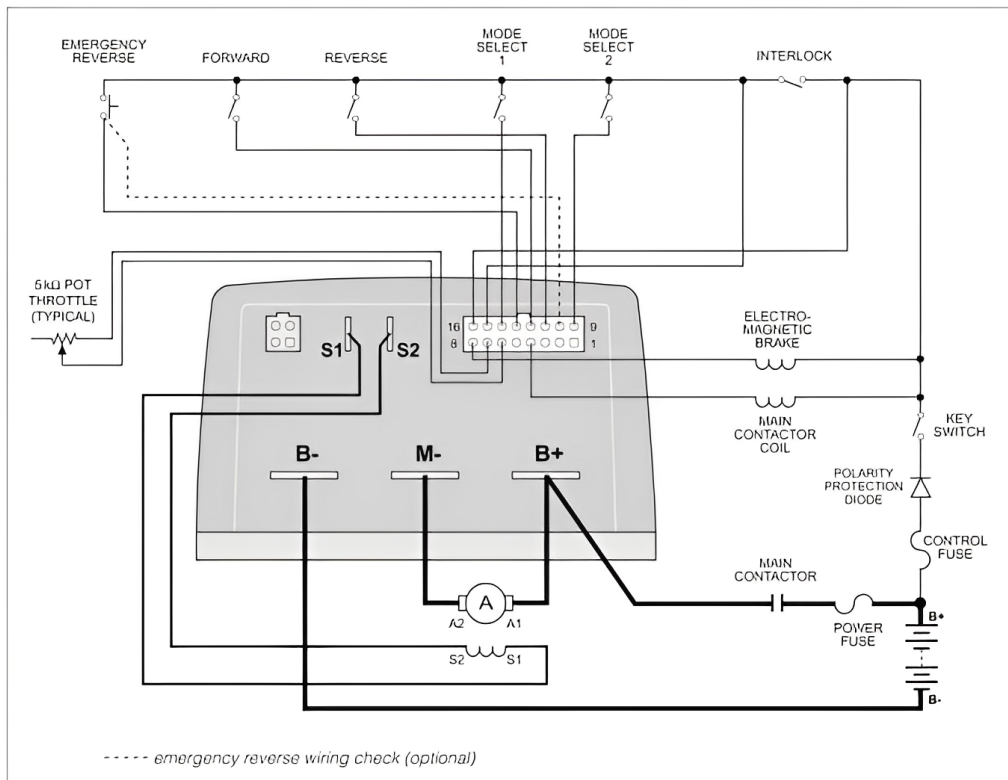 EMERGENCY
REVERSE
FORWARD
REVERSE
MODE
SELECT
1
MODE
SELECT
2
INTERLOCK
5kΩ POT
THROTTLE
(TYPICAL)
S1
S2
16
9
8
1
ELECTRO-
MAGNETIC
BRAKE
MAIN
CONTACTOR
COIL
KEY
SWITCH
POLARITY
PROTECTION
DIODE
CONTROL
FUSE
B-
M-
B+
MAIN
CONTACTOR
POWER
FUSE
A
A2
A1
S2
S1
B+
B-
emergency reverse wiring check (optional)